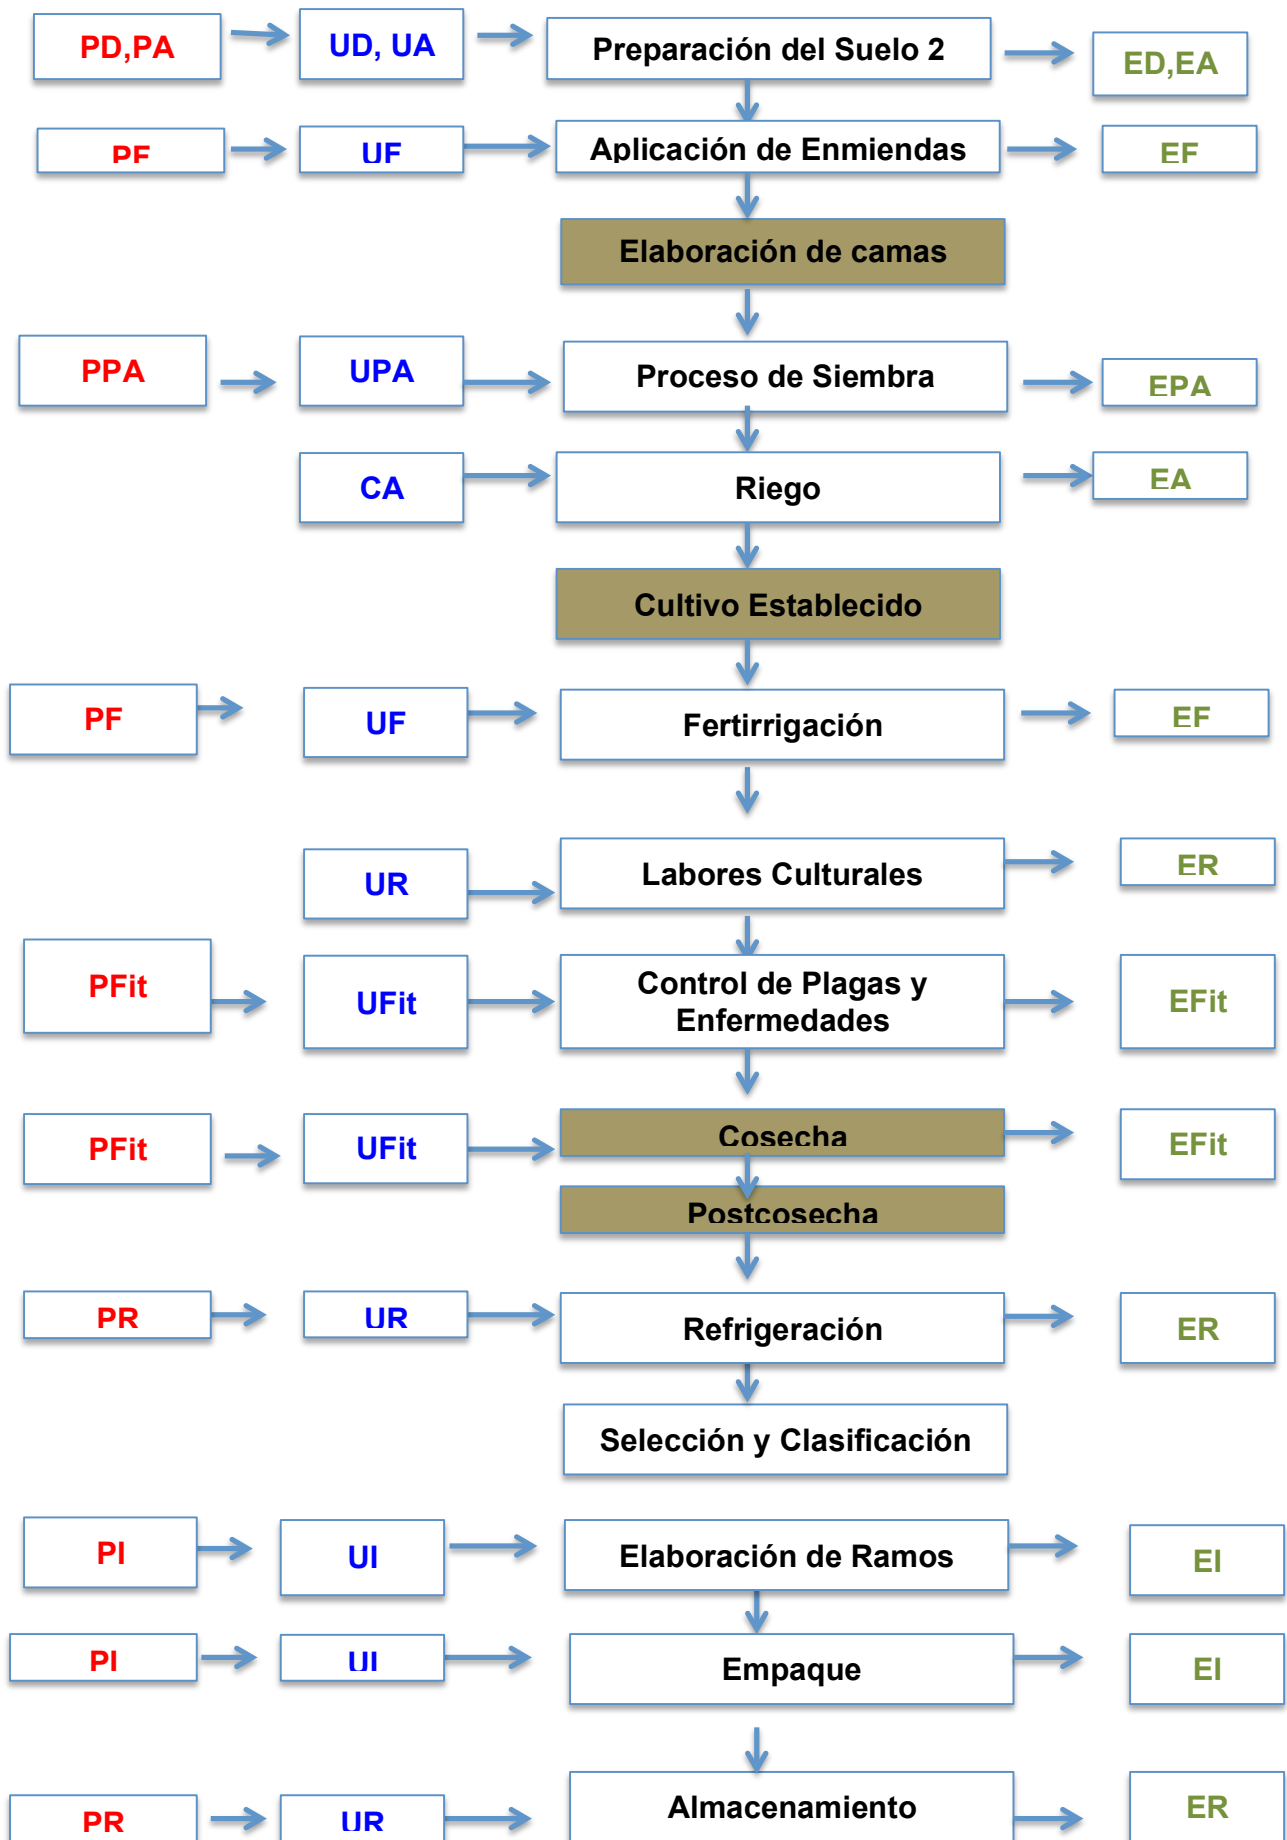 PD,PA
UD, UA
Preparación del Suelo 2
ED,EA
PF
UF
Aplicación de Enmiendas
EF
Elaboración de camas
PPA
UPA
Proceso de Siembra
EPA
CA
Riego
EA
Cultivo Establecido
PF
UF
Fertirrigación
EF
UR
Labores Culturales
ER
PFit
UFit
Control de Plagas y
Enfermedades
EFit
PFit
UFit
Cosecha
EFit
Postcosecha
PR
UR
Refrigeración
ER
Selección y Clasificación
PI
UI
Elaboración de Ramos
EI
PI
UI
Empaque
EI
PR
UR
Almacenamiento
ER